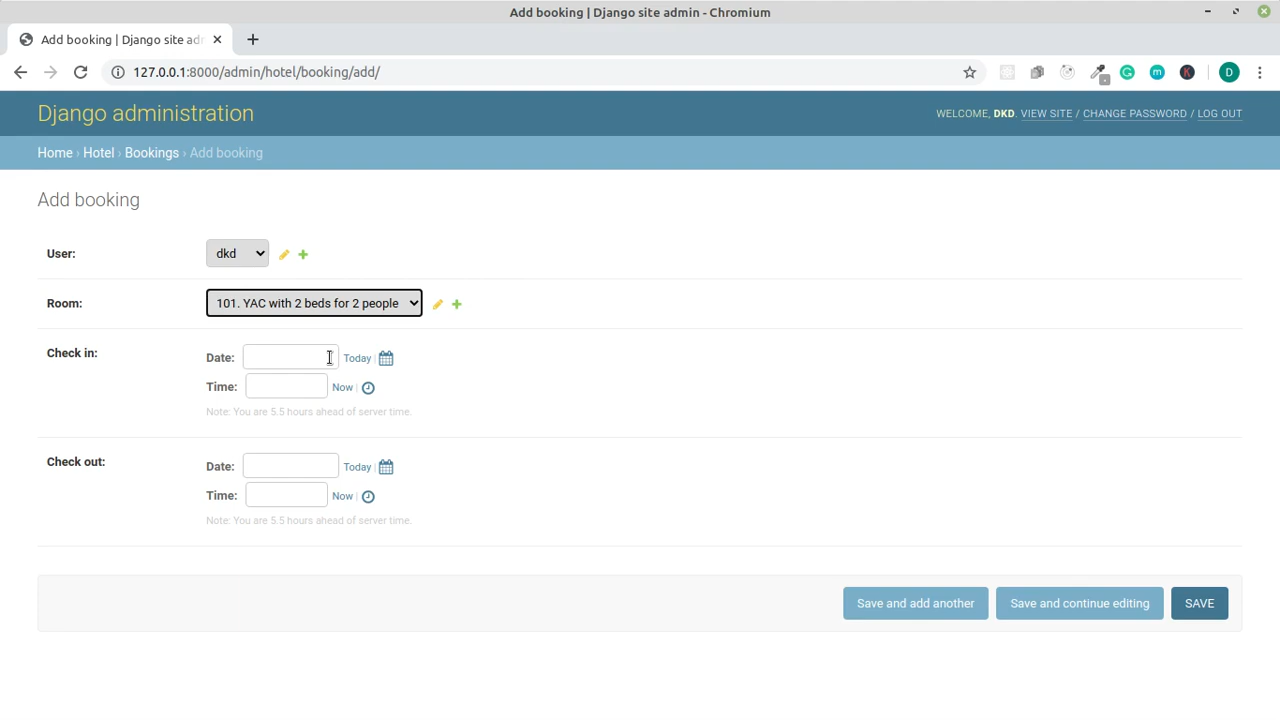 Add booking | Django site admin - Chromium
Add booking | Django site adr
127.0.0.1:8000/admin/hotel/booking/add/
D
Django administration
WELCOME, DKD. VIEW SITE / CHANGE PASSWORD / LOG OUT
Home › Hotel › Bookings › Add booking
Add booking
User: dkd
Room: 101. YAC with 2 beds for 2 people
Check in: Date: Today |
Time: Now |
Note: You are 5.5 hours ahead of server time.
Check out: Date: Today |
Time: Now |
Note: You are 5.5 hours ahead of server time.
Save and add another Save and continue editing SAVE